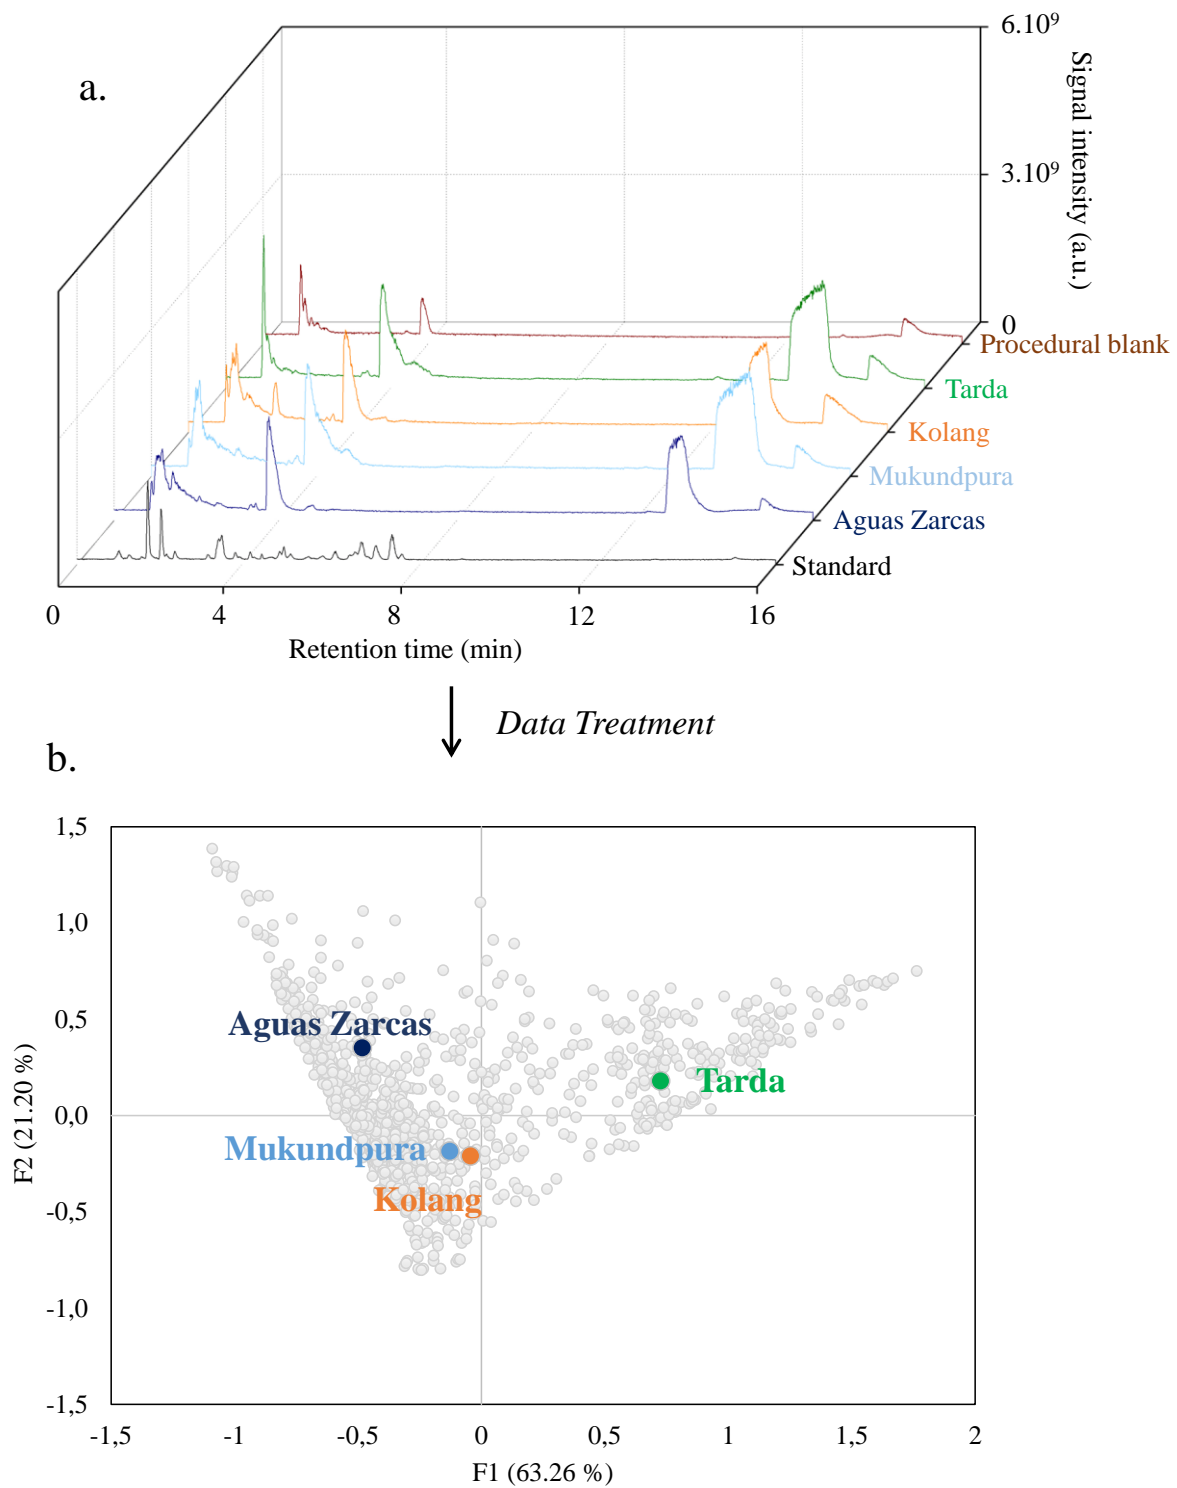 a.
6.10⁹
3.10⁹
0
Signal intensity (a.u.)
Procedural blank
Tarda
Kolang
Mukundpura
Aguas Zarcas
Standard
0 4 8 12 16
Retention time (min)
Data Treatment
b.
1,5
1,0
0,5
0,0
-0,5
-1,0
-1,5
F2 (21.20 %)
Aguas Zarcas
Tarda
Mukundpura
Kolang
-1,5 -1 -0,5 0 0,5 1 1,5 2
F1 (63.26 %)